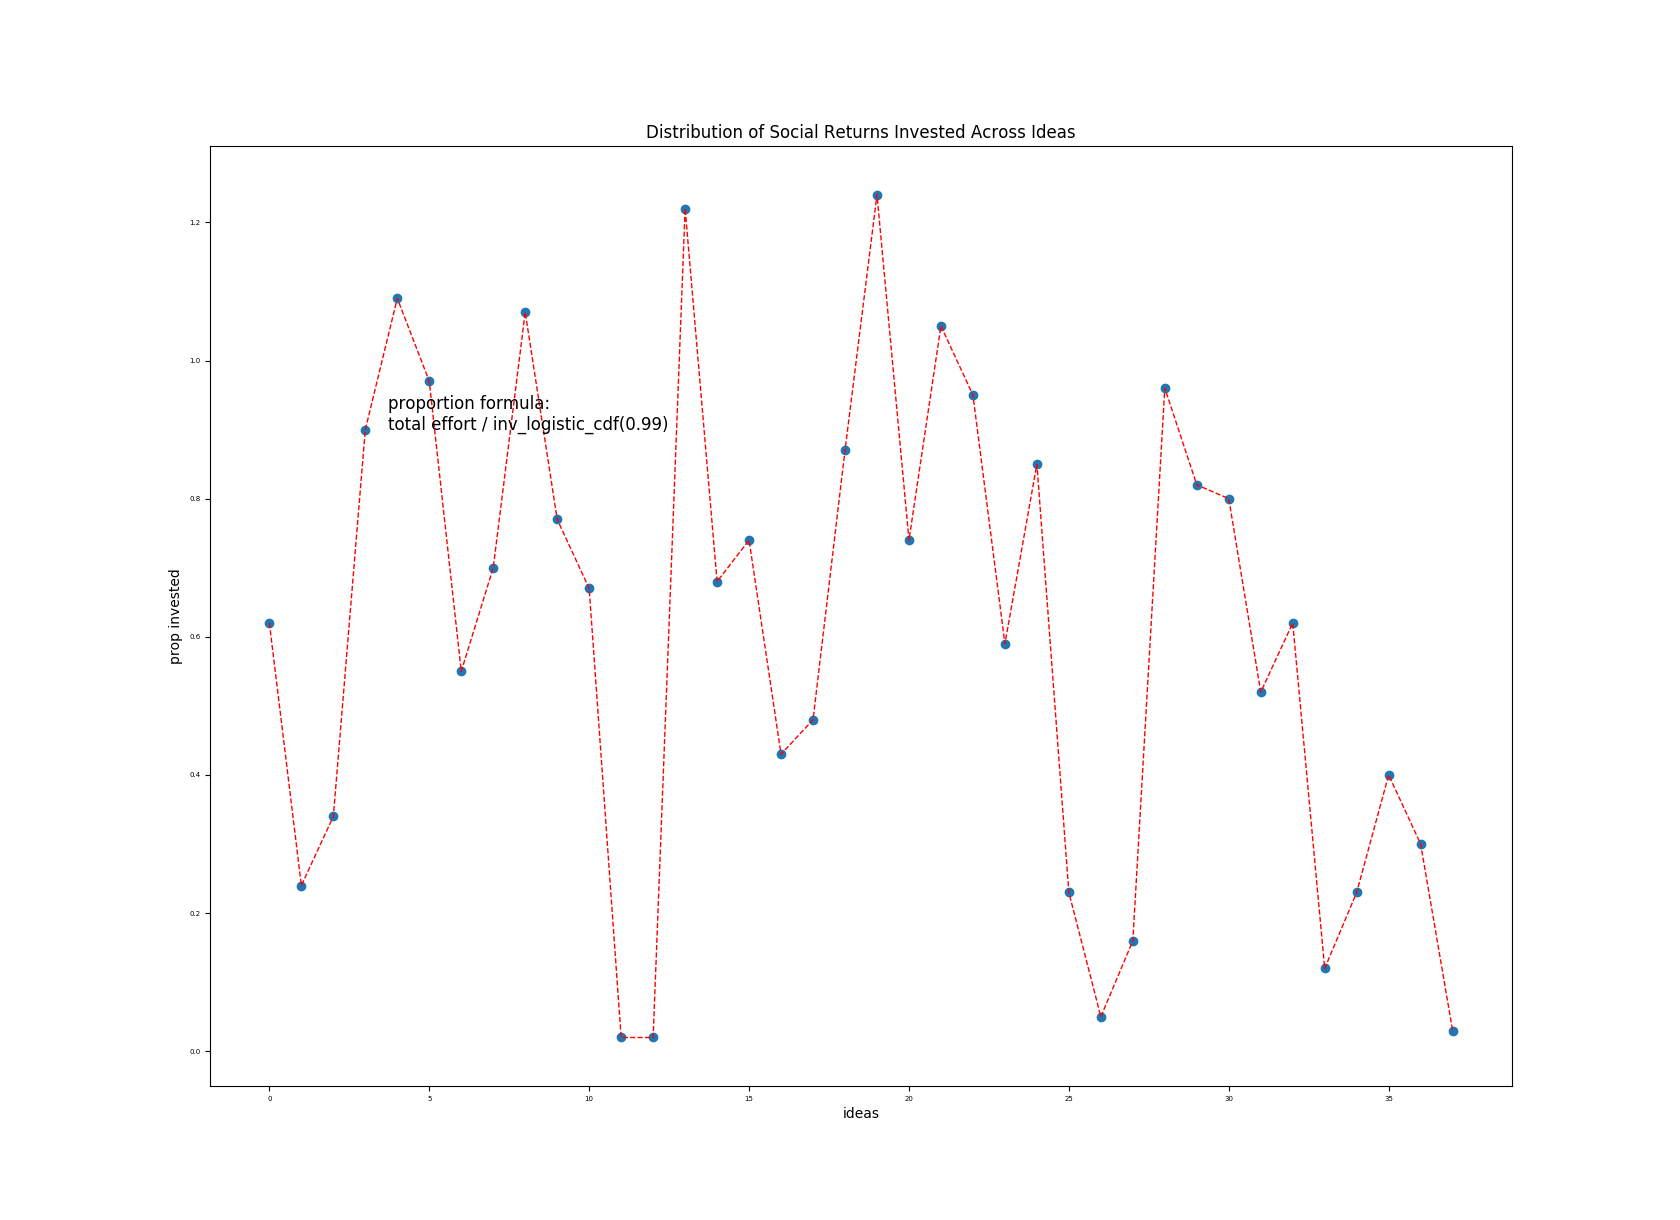 Distribution of Social Returns Invested Across Ideas
1.2
1.0
proportion formula:
total effort / inv_logistic_cdf(0.99)
0.8
prop invested
0.6
0.4
0.2
0.0
0 5 10 15 20 25 30 35
ideas